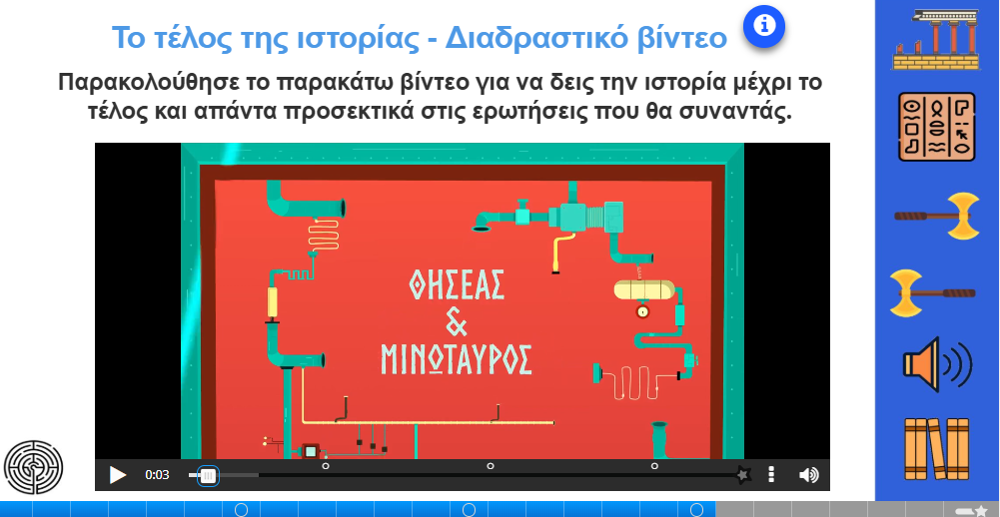 Το τέλος της ιστορίας - Διαδραστικό βίντεο
Παρακολούθησε το παρακάτω βίντεο για να δεις την ιστορία μέχρι το
τέλος και απάντα προσεκτικά στις ερωτήσεις που θα συναντάς.
ΘΗΣΕΑΣ
&
ΜΙΝΩΤΑΥΡΟΣ
0:03